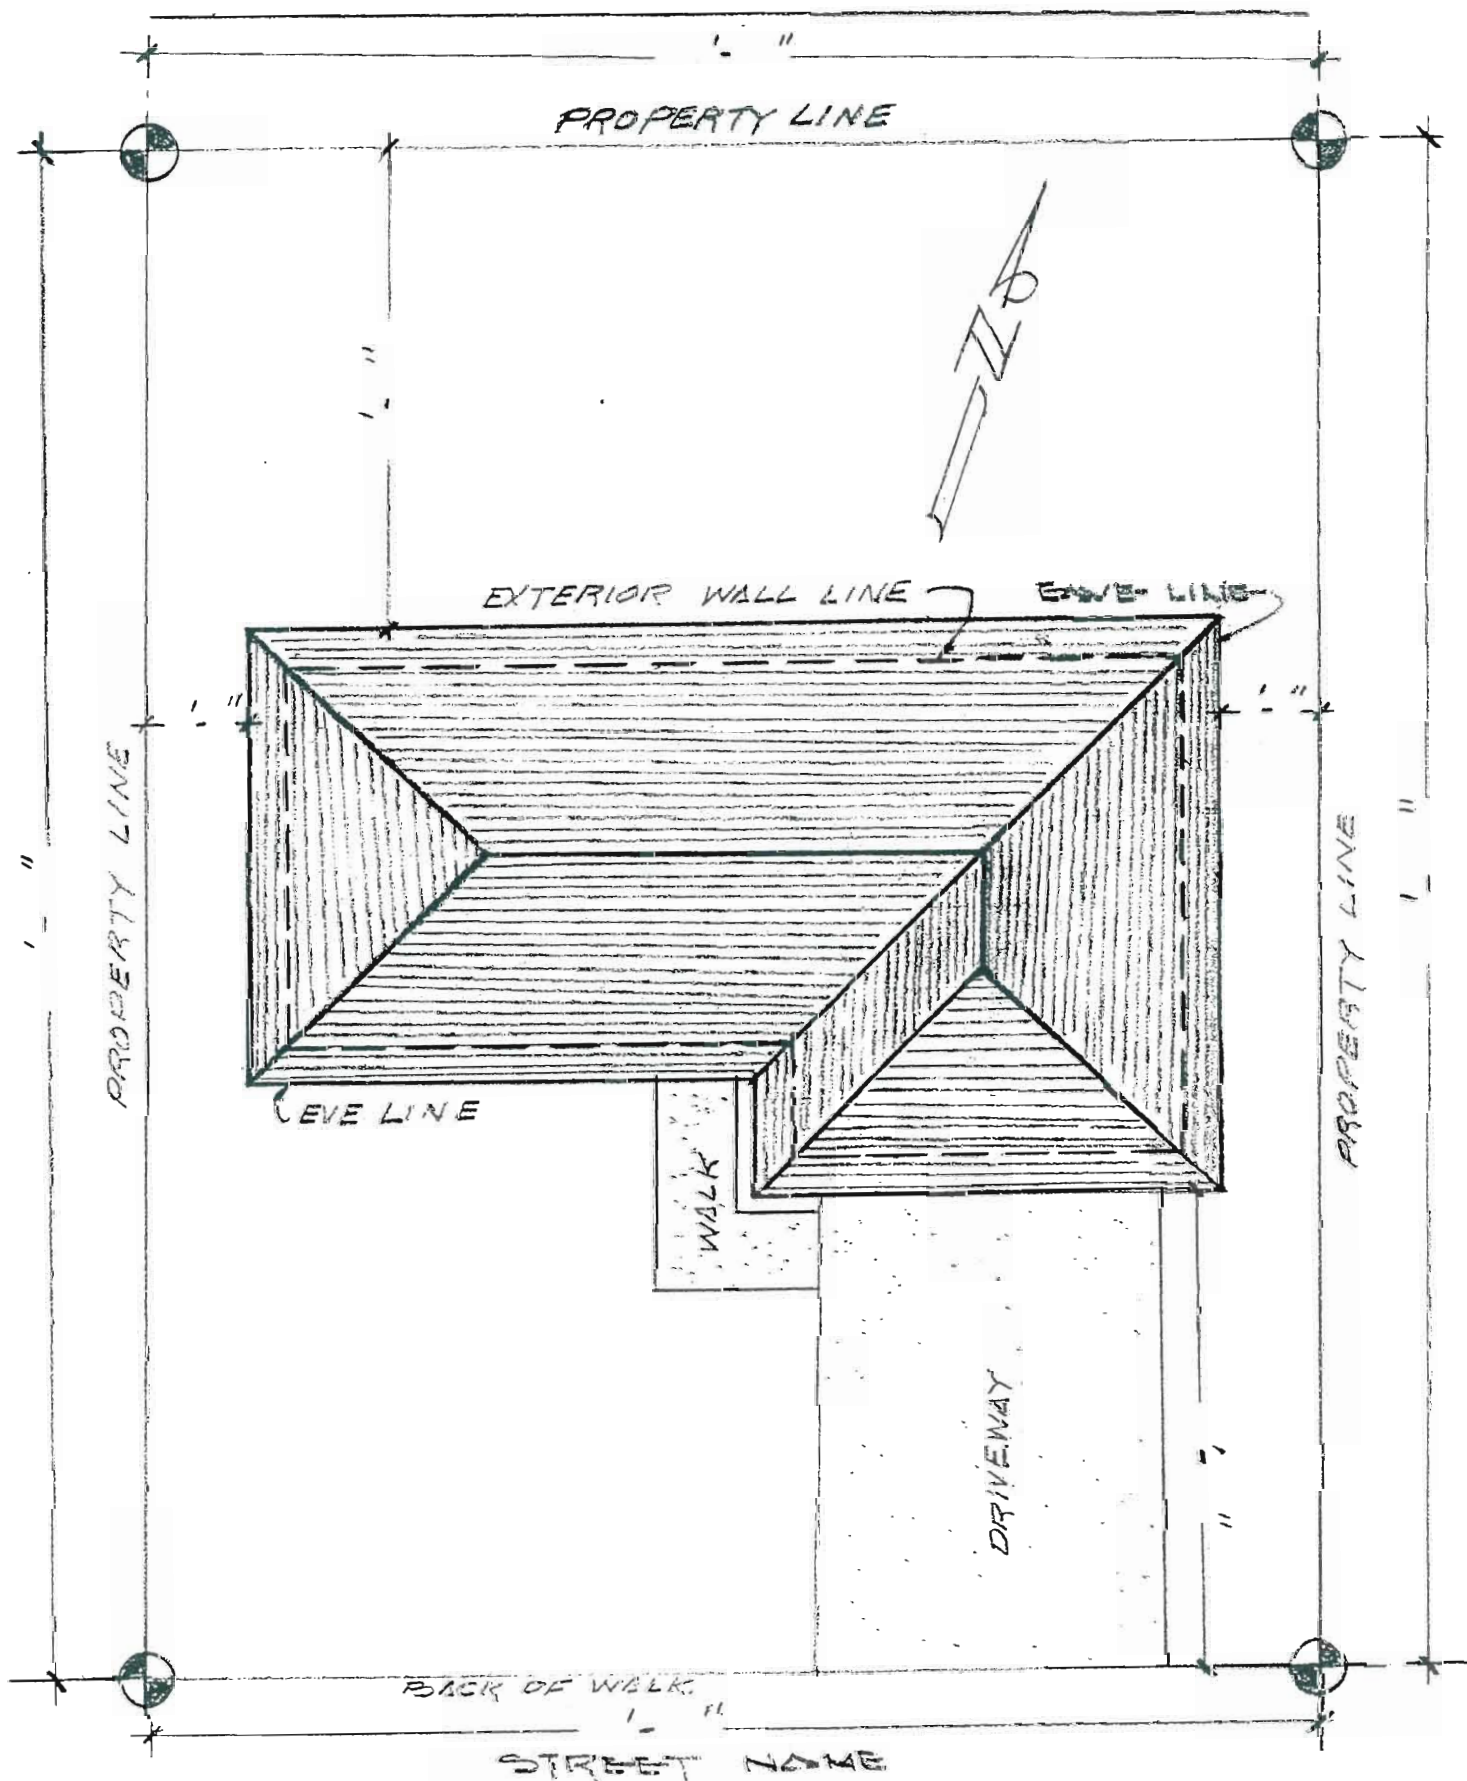 '- "
PROPERTY LINE
'- "
N
EXTERIOR WALL LINE
EAVE LINE
'- "
'- "
PROPERTY LINE
'- "
PROPERTY LINE
'- "
EVE LINE
WALK
DRIVEWAY
'- "
BACK OF WALK
'- "
STREET NAME